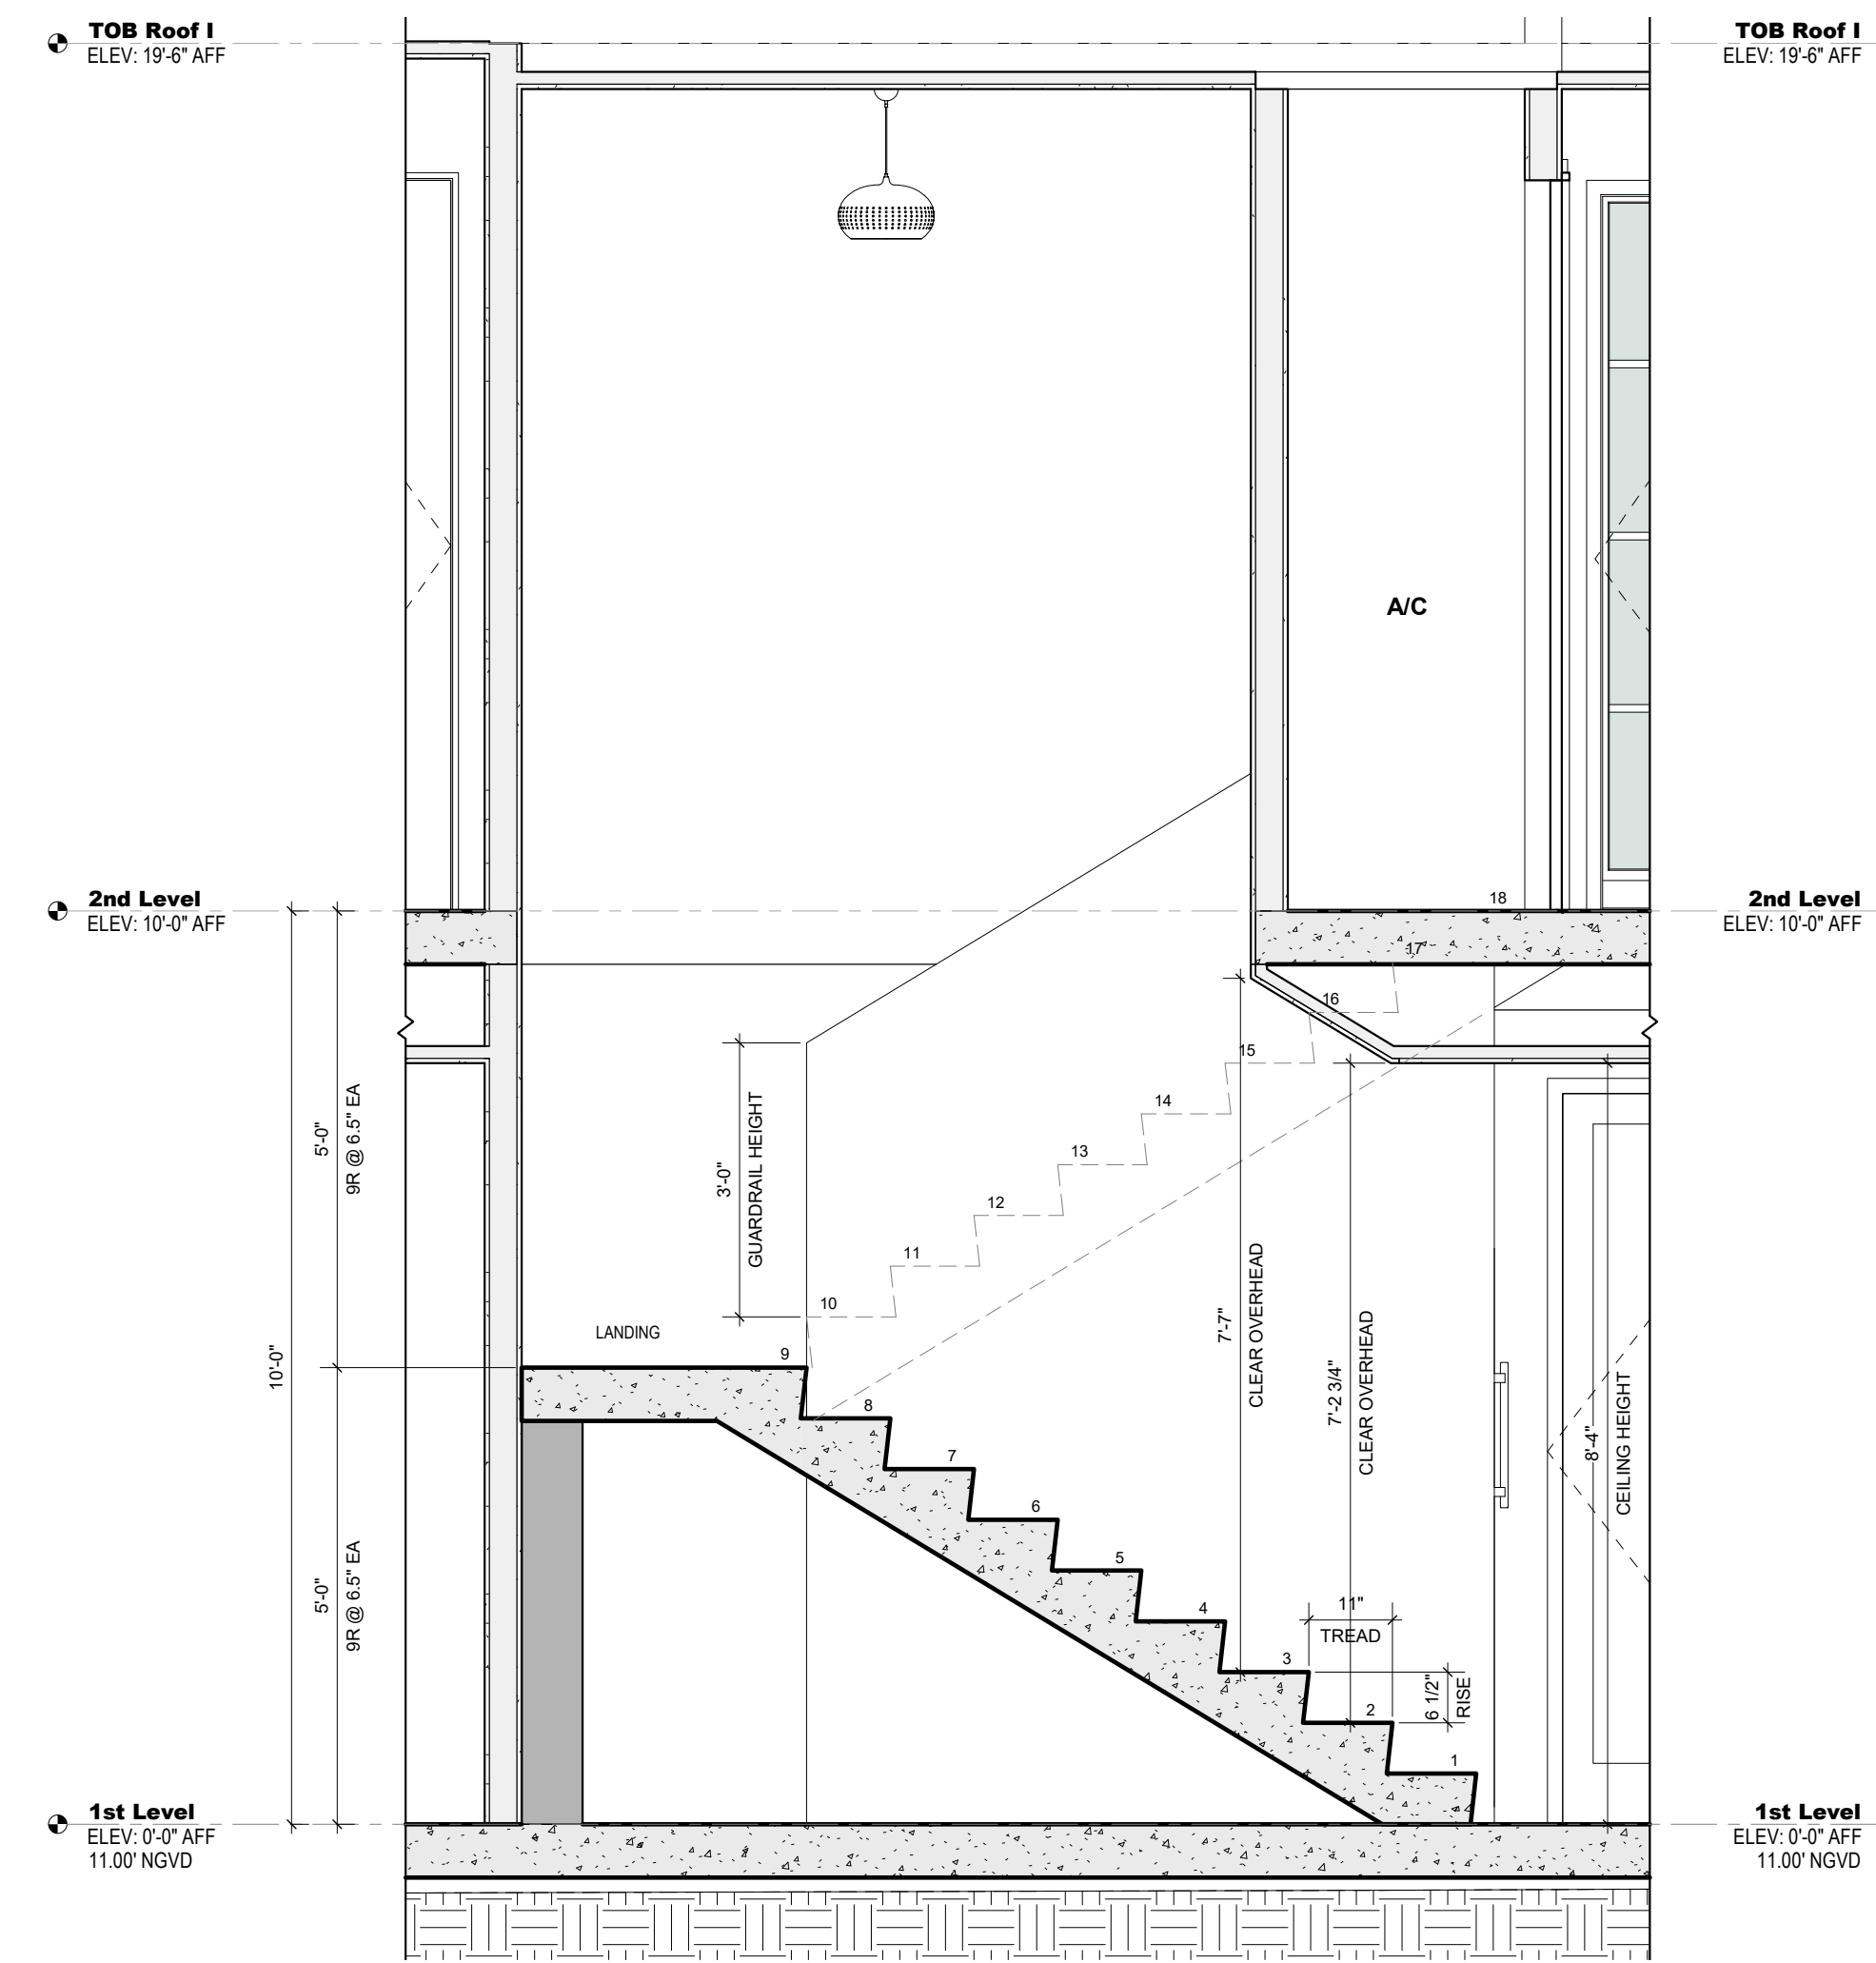 TOB Roof I
ELEV: 19'-6" AFF
TOB Roof I
ELEV: 19'-6" AFF
A/C
2nd Level
ELEV: 10'-0" AFF
18
2nd Level
ELEV: 10'-0" AFF
17
16
15
14
13
12
11
10
5'-0"
9R @ 6.5" EA
3'-0"
GUARDRAIL HEIGHT
LANDING
10'-0"
9
8
7
6
5
4
3
2
1
7'-7"
CLEAR OVERHEAD
7'-2 3/4"
CLEAR OVERHEAD
8'-4"
CEILING HEIGHT
5'-0"
9R @ 6.5" EA
11"
TREAD
6 1/2"
RISE
1st Level
ELEV: 0'-0" AFF
11.00' NGVD
1st Level
ELEV: 0'-0" AFF
11.00' NGVD